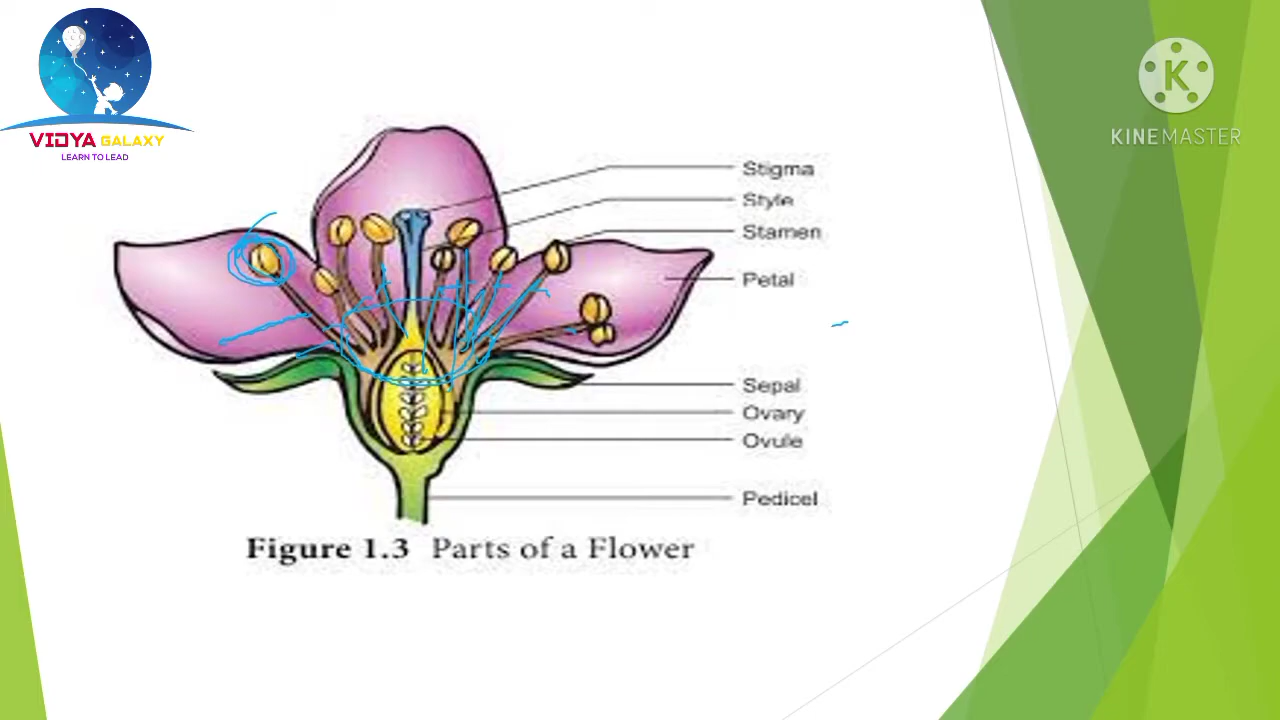 VIDYA GALAXY
LEARN TO LEAD
K
KINEMASTER
Stigma
Style
Stamen
Petal
Sepal
Ovary
Ovule
Pedicel
Figure 1.3 Parts of a Flower